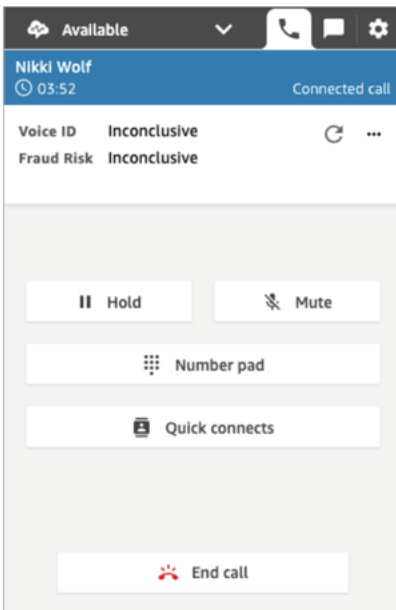 Available
Nikki Wolf
03:52 Connected call
Voice ID Inconclusive
Fraud Risk Inconclusive
Hold Mute
Number pad
Quick connects
End call